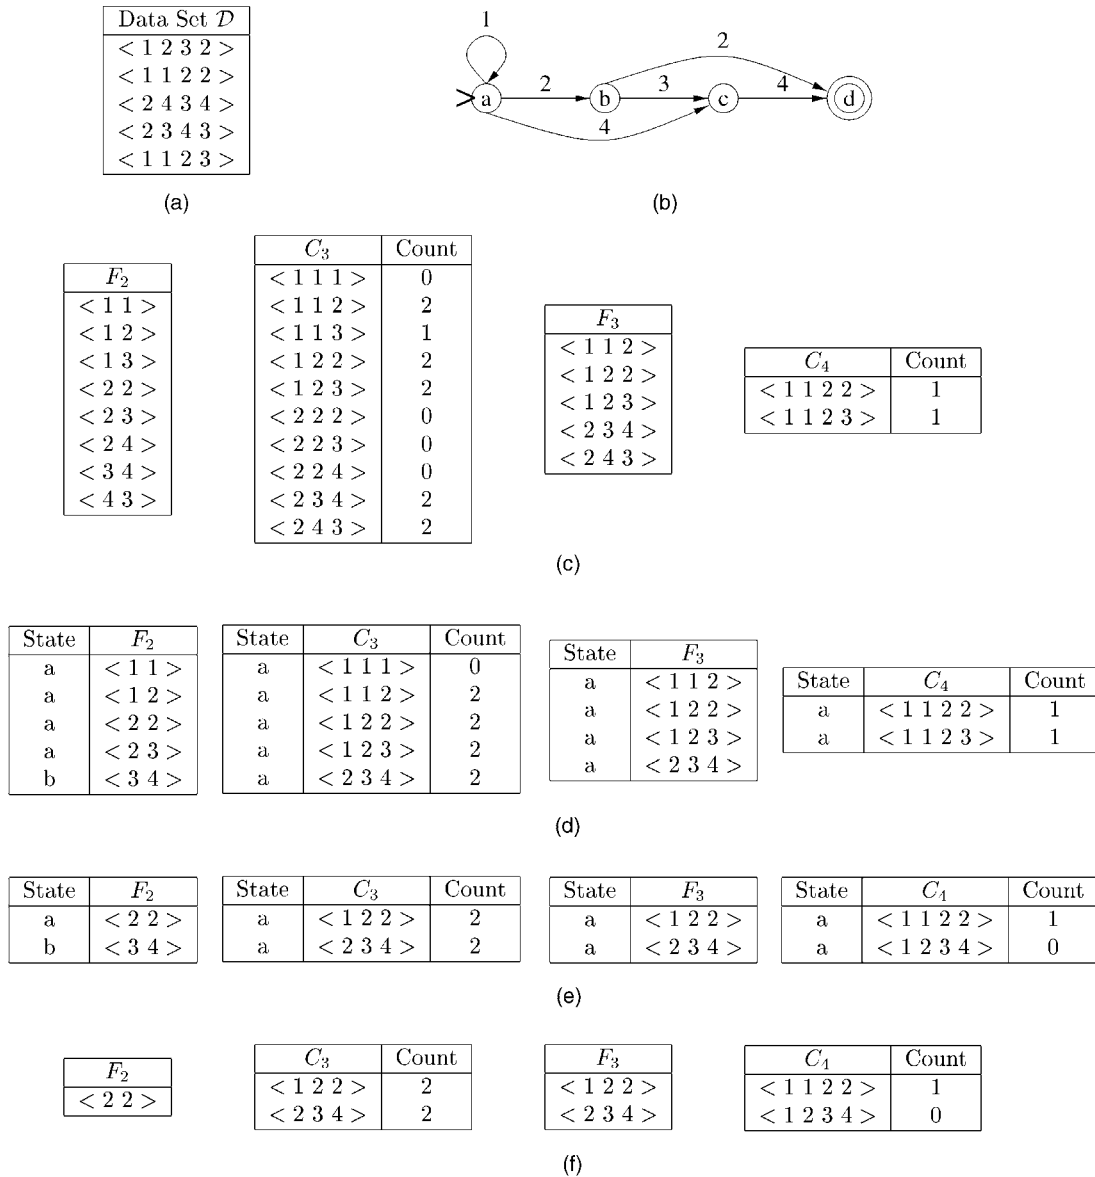 Data Set D
< 1 2 3 2 >
< 1 1 2 2 >
< 2 4 3 4 >
< 2 3 4 3 >
< 1 1 2 3 >
(a)
1
2
2 3 4
> a b c d
4
(b)
F2
< 1 1 >
< 1 2 >
< 1 3 >
< 2 2 >
< 2 3 >
< 2 4 >
< 3 4 >
< 4 3 >
C3 Count
< 1 1 1 > 0
< 1 1 2 > 2
< 1 1 3 > 1
< 1 2 2 > 2
< 1 2 3 > 2
< 2 2 2 > 0
< 2 2 3 > 0
< 2 2 4 > 0
< 2 3 4 > 2
< 2 4 3 > 2
F3
< 1 1 2 >
< 1 2 2 >
< 1 2 3 >
< 2 3 4 >
< 2 4 3 >
C4 Count
< 1 1 2 2 > 1
< 1 1 2 3 > 1
(c)
State F2
a < 1 1 >
a < 1 2 >
a < 2 2 >
a < 2 3 >
b < 3 4 >
State C3 Count
a < 1 1 1 > 0
a < 1 1 2 > 2
a < 1 2 2 > 2
a < 1 2 3 > 2
a < 2 3 4 > 2
State F3
a < 1 1 2 >
a < 1 2 2 >
a < 1 2 3 >
a < 2 3 4 >
State C4 Count
a < 1 1 2 2 > 1
a < 1 1 2 3 > 1
(d)
State F2
a < 2 2 >
b < 3 4 >
State C3 Count
a < 1 2 2 > 2
a < 2 3 4 > 2
State F3
a < 1 2 2 >
a < 2 3 4 >
State C4 Count
a < 1 1 2 2 > 1
a < 1 2 3 4 > 0
(e)
F2
< 2 2 >
C3 Count
< 1 2 2 > 2
< 2 3 4 > 2
F3
< 1 2 2 >
< 2 3 4 >
C4 Count
< 1 1 2 2 > 1
< 1 2 3 4 > 0
(f)